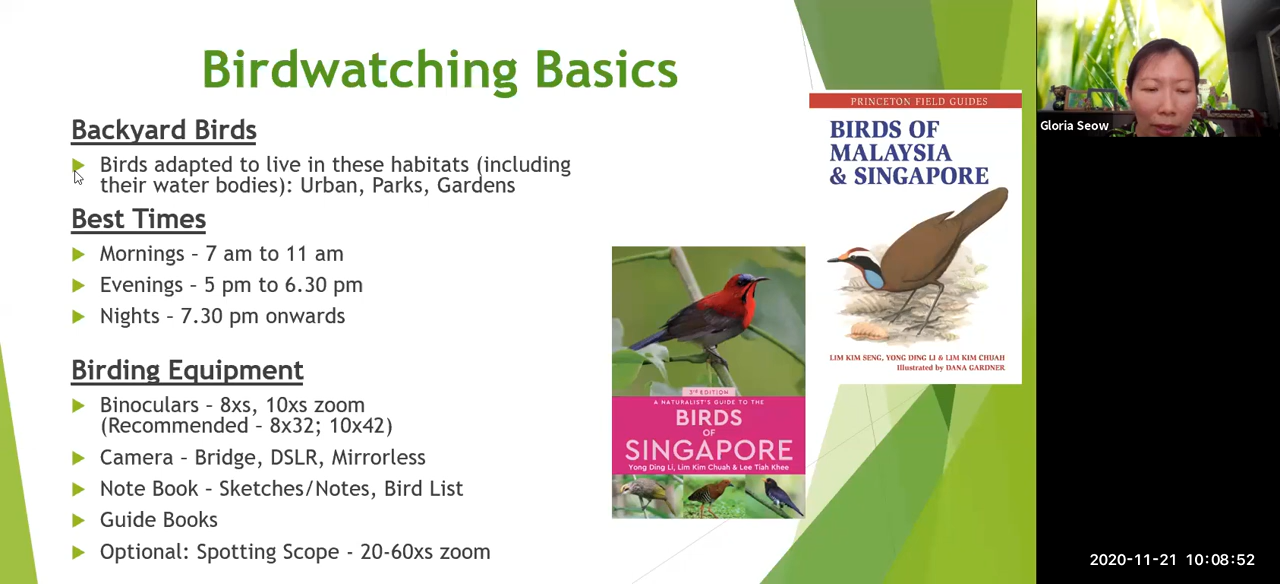 Birdwatching Basics
Backyard Birds
Birds adapted to live in these habitats (including
their water bodies): Urban, Parks, Gardens
Best Times
Mornings – 7 am to 11 am
Evenings – 5 pm to 6.30 pm
Nights – 7.30 pm onwards
Birding Equipment
Binoculars – 8xs, 10xs zoom
(Recommended – 8x32; 10x42)
Camera – Bridge, DSLR, Mirrorless
Note Book – Sketches/Notes, Bird List
Guide Books
Optional: Spotting Scope - 20-60xs zoom
3RD EDITION
A NATURALIST'S GUIDE TO THE
BIRDS
OF
SINGAPORE
Yong Ding Li, Lim Kim Chuah & Lee Tiah Khee
PRINCETON FIELD GUIDES
BIRDS OF
MALAYSIA
& SINGAPORE
LIM KIM SENG, YONG DING LI & LIM KIM CHUAH
Illustrated by DANA GARDNER
Gloria Seow
2020-11-21 10:08:52